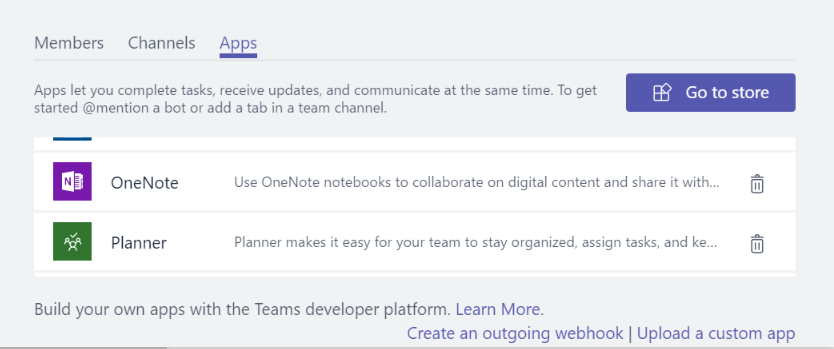 Members Channels Apps
Apps let you complete tasks, receive updates, and communicate at the same time. To get
started @mention a bot or add a tab in a team channel.
Go to store
N
OneNote Use OneNote notebooks to collaborate on digital content and share it with...
Planner Planner makes it easy for your team to stay organized, assign tasks, and ke...
Build your own apps with the Teams developer platform. Learn More.
Create an outgoing webhook | Upload a custom app